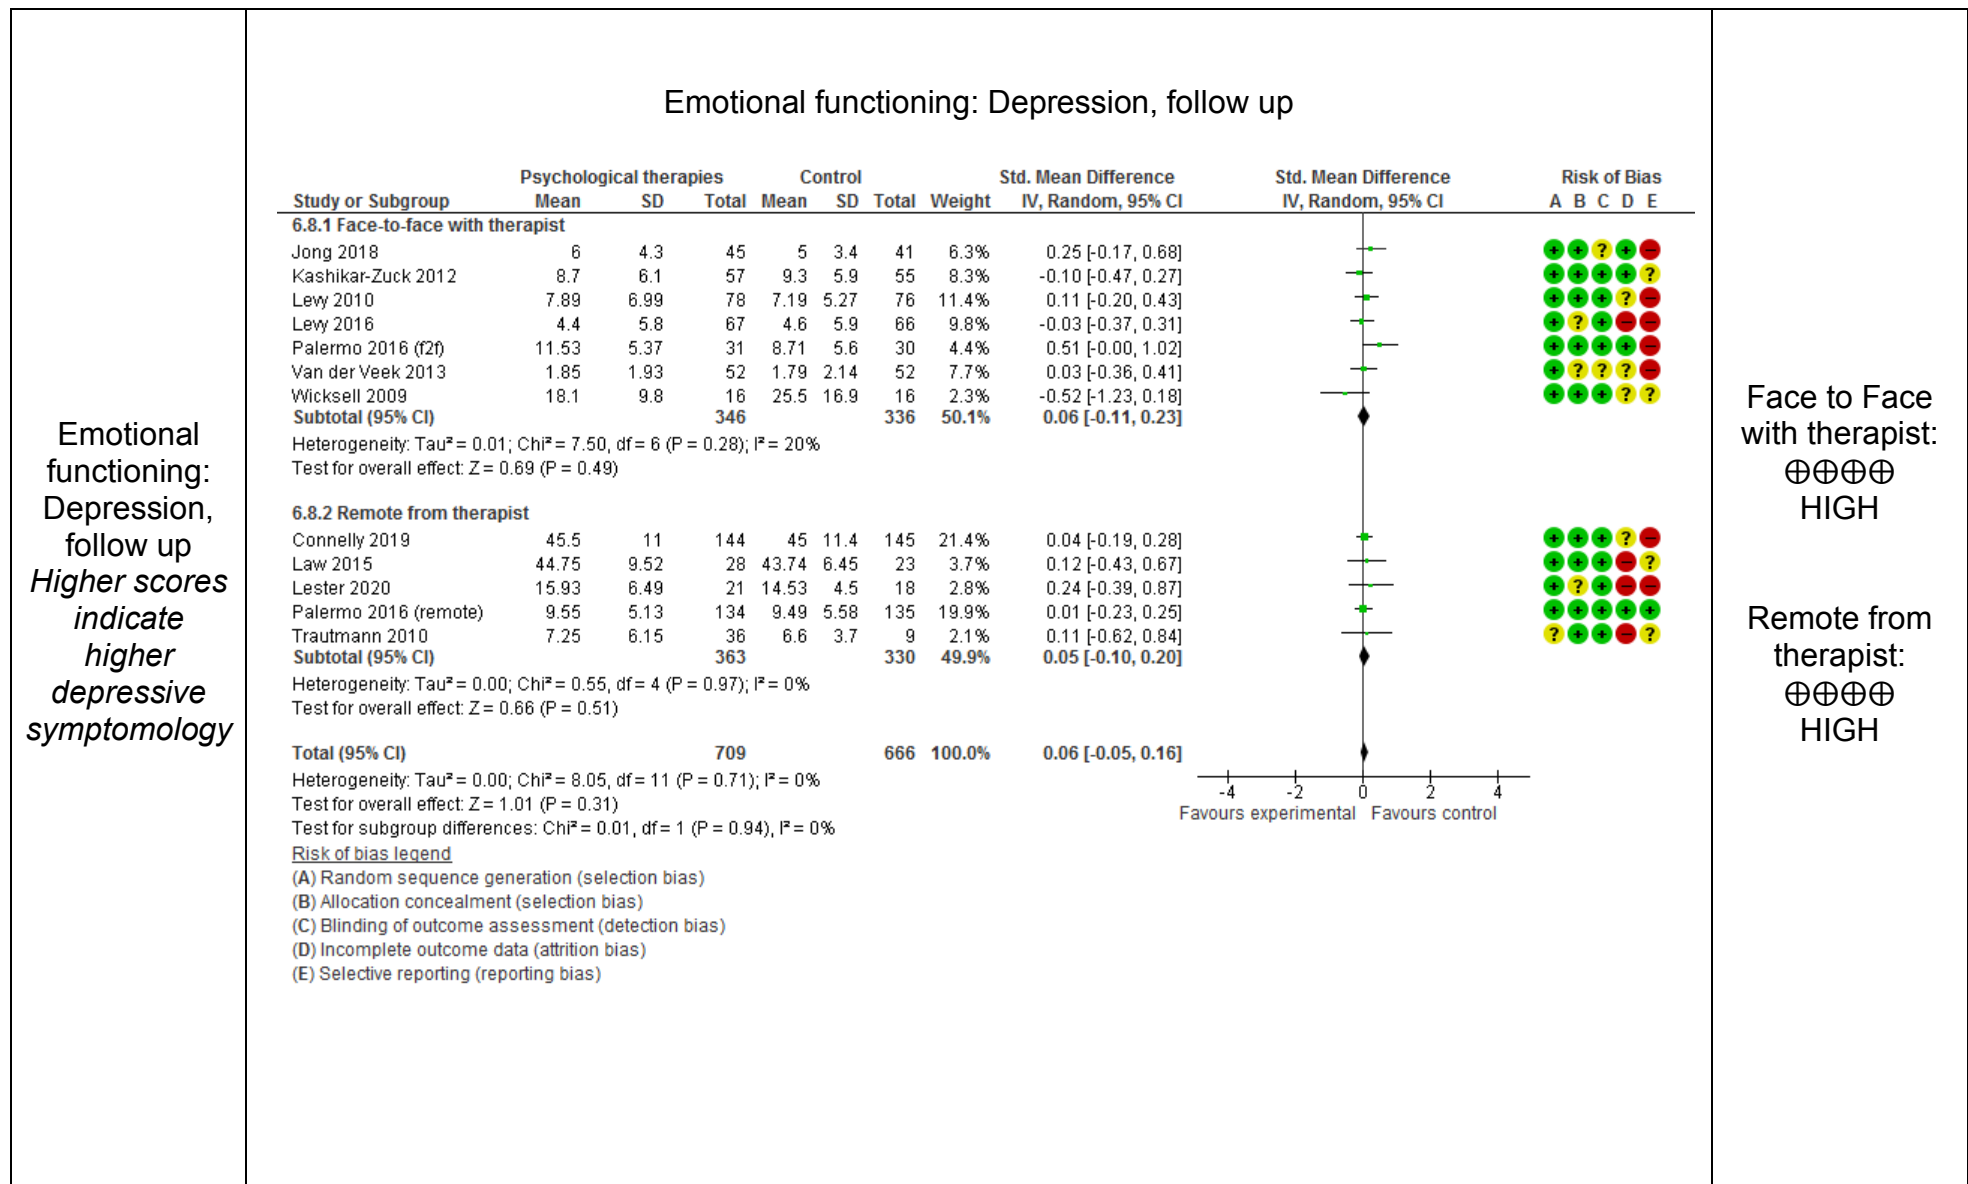 Emotional
functioning:
Depression,
follow up
Higher scores
indicate
higher
depressive
symptomology
Emotional functioning: Depression, follow up
Psychological therapies Control Std. Mean Difference Std. Mean Difference Risk of Bias
Study or Subgroup Mean SD Total Mean SD Total Weight IV, Random, 95% CI IV, Random, 95% CI A B C D E
6.8.1 Face-to-face with therapist
Jong 2018 6 4.3 45 5 3.4 41 6.3% 0.25 [-0.17, 0.68] + + ? + −
Kashikar-Zuck 2012 8.7 6.1 57 9.3 5.9 55 8.3% -0.10 [-0.47, 0.27] + + + + ?
Levy 2010 7.89 6.99 78 7.19 5.27 76 11.4% 0.11 [-0.20, 0.43] + + + ? −
Levy 2016 4.4 5.8 67 4.6 5.9 66 9.8% -0.03 [-0.37, 0.31] + ? + − −
Palermo 2016 (f2f) 11.53 5.37 31 8.71 5.6 30 4.4% 0.51 [-0.00, 1.02] + + + + −
Van der Veek 2013 1.85 1.93 52 1.79 2.14 52 7.7% 0.03 [-0.36, 0.41] + ? ? ? −
Wicksell 2009 18.1 9.8 16 25.5 16.9 16 2.3% -0.52 [-1.23, 0.18] + + + ? ?
Subtotal (95% CI) 346 336 50.1% 0.06 [-0.11, 0.23]
Heterogeneity: Tau² = 0.01; Chi² = 7.50, df = 6 (P = 0.28); I² = 20%
Test for overall effect: Z = 0.69 (P = 0.49)
6.8.2 Remote from therapist
Connelly 2019 45.5 11 144 45 11.4 145 21.4% 0.04 [-0.19, 0.28] + + + ? −
Law 2015 44.75 9.52 28 43.74 6.45 23 3.7% 0.12 [-0.43, 0.67] + + + − ?
Lester 2020 15.93 6.49 21 14.53 4.5 18 2.8% 0.24 [-0.39, 0.87] + ? + − −
Palermo 2016 (remote) 9.55 5.13 134 9.49 5.58 135 19.9% 0.01 [-0.23, 0.25] + + + + +
Trautmann 2010 7.25 6.15 36 6.6 3.7 9 2.1% 0.11 [-0.62, 0.84] ? + + − ?
Subtotal (95% CI) 363 330 49.9% 0.05 [-0.10, 0.20]
Heterogeneity: Tau² = 0.00; Chi² = 0.55, df = 4 (P = 0.97); I² = 0%
Test for overall effect: Z = 0.66 (P = 0.51)
Total (95% CI) 709 666 100.0% 0.06 [-0.05, 0.16]
Heterogeneity: Tau² = 0.00; Chi² = 8.05, df = 11 (P = 0.71); I² = 0%
Test for overall effect: Z = 1.01 (P = 0.31)
Test for subgroup differences: Chi² = 0.01, df = 1 (P = 0.94), I² = 0%
-4 -2 0 2 4
Favours experimental Favours control
Risk of bias legend
(A) Random sequence generation (selection bias)
(B) Allocation concealment (selection bias)
(C) Blinding of outcome assessment (detection bias)
(D) Incomplete outcome data (attrition bias)
(E) Selective reporting (reporting bias)
Face to Face
with therapist:
⊕⊕⊕⊕
HIGH
Remote from
therapist:
⊕⊕⊕⊕
HIGH